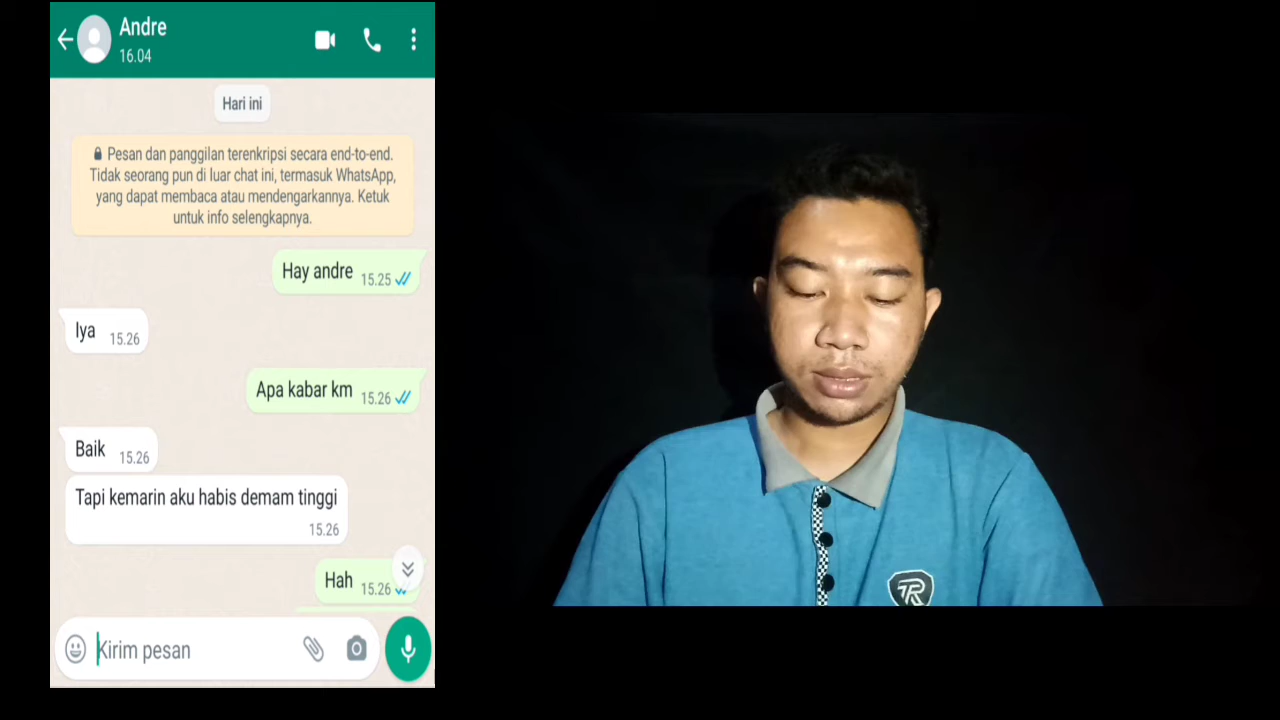 Andre
16.04
Hari ini
Pesan dan panggilan terenkripsi secara end-to-end.
Tidak seorang pun di luar chat ini, termasuk WhatsApp,
yang dapat membaca atau mendengarkannya. Ketuk
untuk info selengkapnya.
Hay andre 15.25
Iya 15.26
Apa kabar km 15.26
Baik 15.26
Tapi kemarin aku habis demam tinggi
15.26
Hah 15.26
Kirim pesan
TR